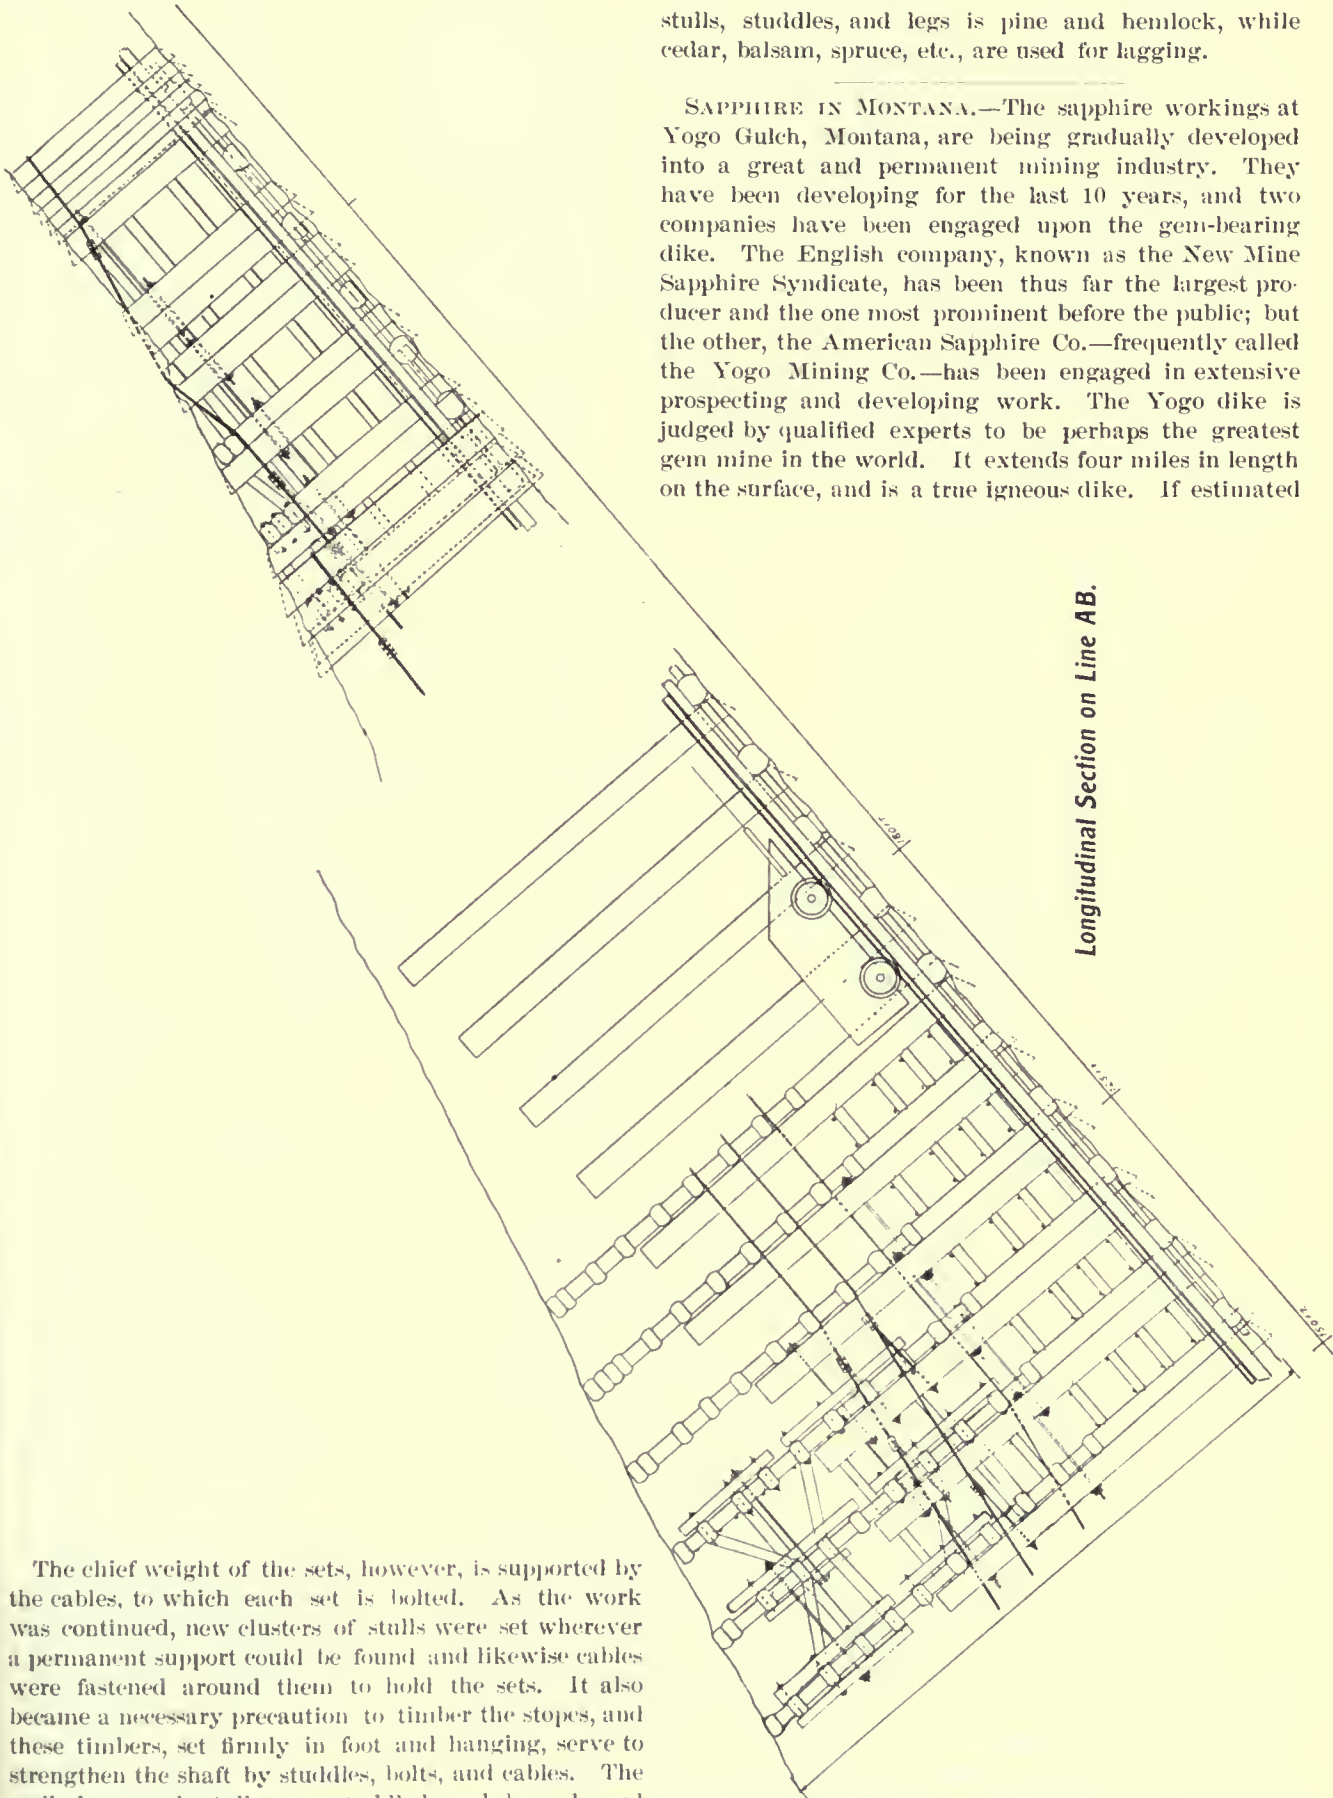 stulls, studdles, and legs is pine and hemlock, while
cedar, balsam, spruce, etc., are used for lagging.
SAPPHIRE IN MONTANA.—The sapphire workings at
Yogo Gulch, Montana, are being gradually developed
into a great and permanent mining industry. They
have been developing for the last 10 years, and two
companies have been engaged upon the gem-bearing
dike. The English company, known as the New Mine
Sapphire Syndicate, has been thus far the largest pro-
ducer and the one most prominent before the public; but
the other, the American Sapphire Co.—frequently called
the Yogo Mining Co.—has been engaged in extensive
prospecting and developing work. The Yogo dike is
judged by qualified experts to be perhaps the greatest
gem mine in the world. It extends four miles in length
on the surface, and is a true igneous dike. If estimated
Longitudinal Section on Line AB.
The chief weight of the sets, however, is supported by
the cables, to which each set is bolted. As the work
was continued, new clusters of stulls were set wherever
a permanent support could be found and likewise cables
were fastened around them to hold the sets. It also
became a necessary precaution to timber the stopes, and
these timbers, set firmly in foot and hanging, serve to
strengthen the shaft by studdles, bolts, and cables. The